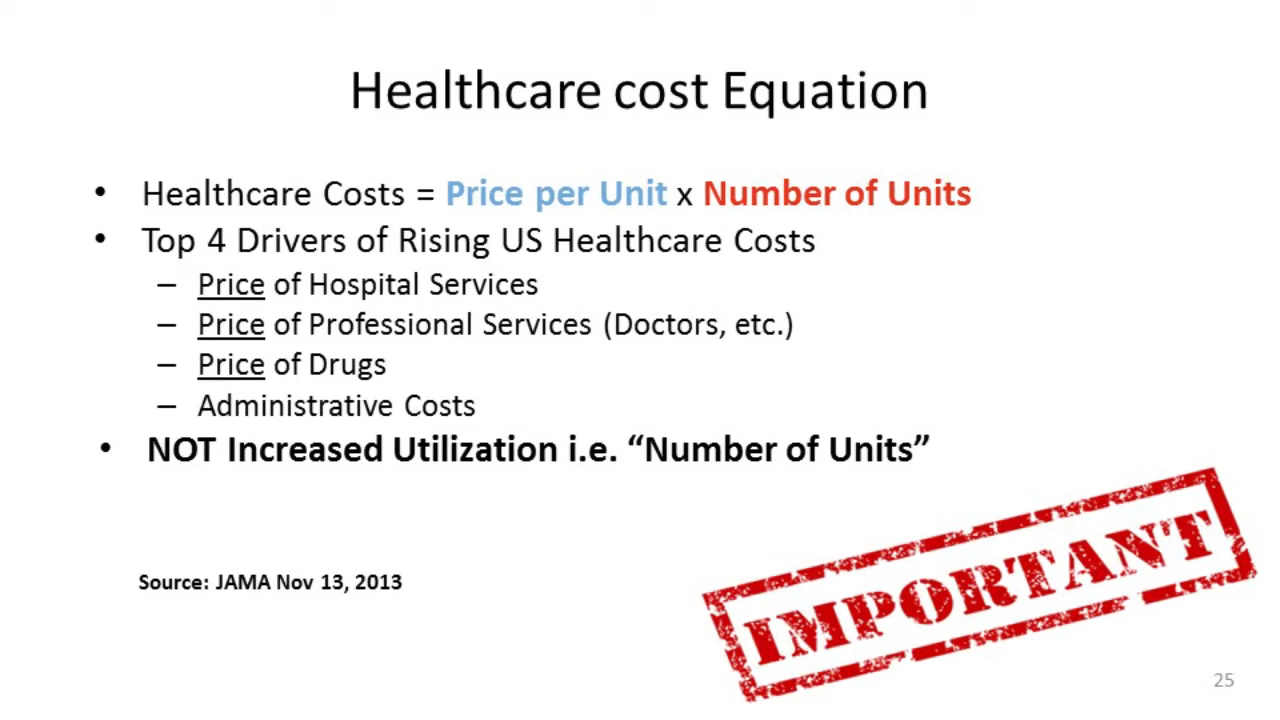 Healthcare cost Equation
• Healthcare Costs = Price per Unit x Number of Units
• Top 4 Drivers of Rising US Healthcare Costs
– Price of Hospital Services
– Price of Professional Services (Doctors, etc.)
– Price of Drugs
– Administrative Costs
• NOT Increased Utilization i.e. “Number of Units”
Source: JAMA Nov 13, 2013
IMPORTANT
25